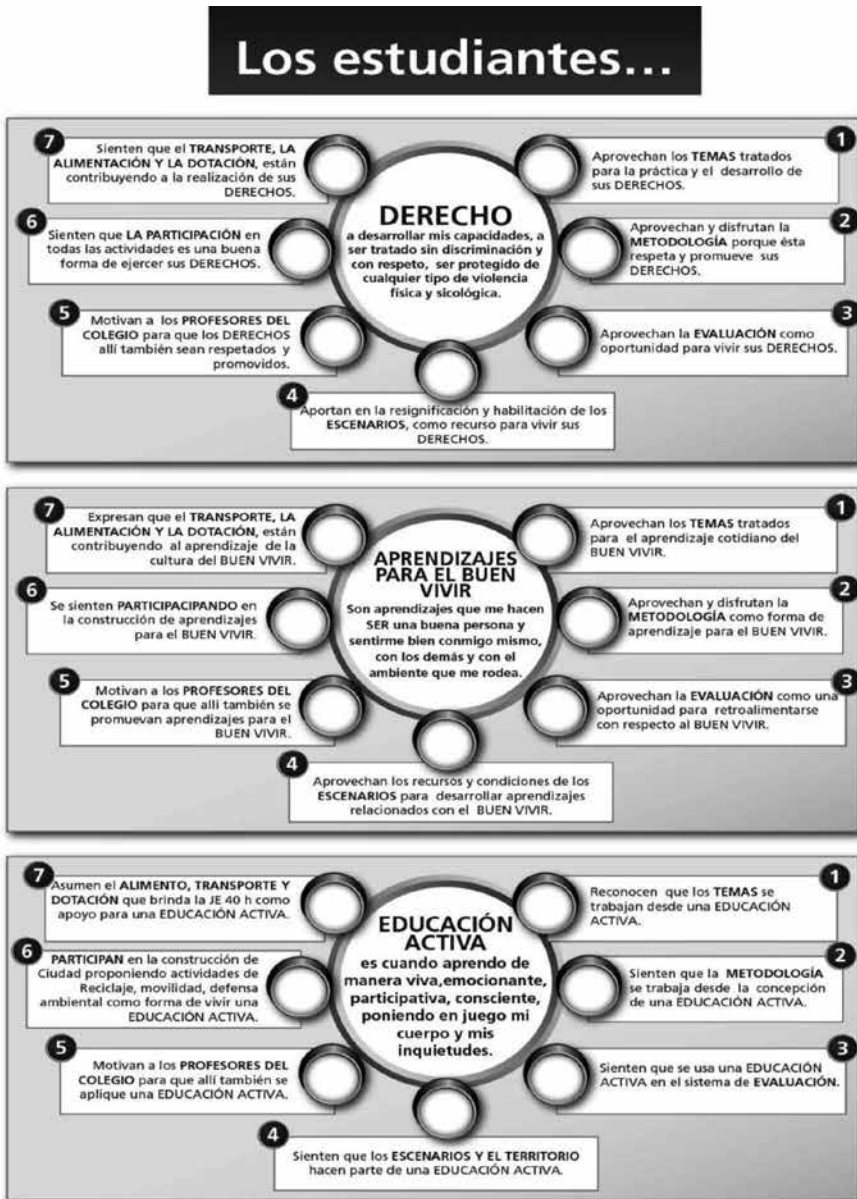 Los estudiantes...
7
Sienten que el TRANSPORTE, LA
ALIMENTACIÓN Y LA DOTACIÓN, están
contribuyendo a la realización de sus
DERECHOS.
6
Sienten que LA PARTICIPACIÓN en
todas las actividades es una buena
forma de ejercer sus DERECHOS.
5
Motivan a los PROFESORES DEL
COLEGIO para que los DERECHOS
allí también sean respetados y
promovidos.
DERECHO
a desarrollar mis capacidades, a
ser tratado sin discriminación y
con respeto, ser protegido de
cualquier tipo de violencia
física y sicológica.
1
Aprovechan los TEMAS tratados
para la práctica y el desarrollo de
sus DERECHOS.
2
Aprovechan y disfrutan la
METODOLOGÍA porque ésta
respeta y promueve sus
DERECHOS.
3
Aprovechan la EVALUACIÓN como
oportunidad para vivir sus DERECHOS.
4
Aportan en la resignificación y habilitación de los
ESCENARIOS, como recurso para vivir sus
DERECHOS.
7
Expresan que el TRANSPORTE, LA
ALIMENTACIÓN Y LA DOTACIÓN, están
contribuyendo al aprendizaje de la
cultura del BUEN VIVIR.
6
Se sienten PARTICIPACIPANDO en
la construcción de aprendizajes
para el BUEN VIVIR.
5
Motivan a los PROFESORES DEL
COLEGIO para que alli también se
promuevan aprendizajes para el
BUEN VIVIR.
APRENDIZAJES
PARA EL BUEN
VIVIR
Son aprendizajes que me hacen
SER una buena persona y
sentirme bien conmigo mismo,
con los demás y con el
ambiente que me rodea.
1
Aprovechan los TEMAS tratados
para el aprendizaje cotidiano del
BUEN VIVIR.
2
Aprovechan y disfrutan la
METODOLOGÍA como forma de
aprendizaje para el BUEN VIVIR.
3
Aprovechan la EVALUACIÓN como una
oportunidad para retroalimentarse
con respecto al BUEN VIVIR.
4
Aprovechan los recursos y condiciones de los
ESCENARIOS para desarrollar aprendizajes
relacionados con el BUEN VIVIR.
7
Asumen el ALIMENTO, TRANSPORTE Y
DOTACIÓN que brinda la JE 40 h como
apoyo para una EDUCACIÓN ACTIVA.
6
PARTICIPAN en la construcción de
Ciudad proponiendo actividades de
Reciclaje, movilidad, defensa
ambiental como forma de vivir una
EDUCACIÓN ACTIVA.
5
Motivan a los PROFESORES DEL
COLEGIO para que allí también se
aplique una EDUCACIÓN ACTIVA.
EDUCACIÓN
ACTIVA
es cuando aprendo de
manera viva,emocionante,
participativa, consciente,
poniendo en juego mi
cuerpo y mis
inquietudes.
1
Reconocen que los TEMAS se
trabajan desde una EDUCACIÓN
ACTIVA.
2
Sienten que la METODOLOGÍA
se trabaja desde la concepción
de una EDUCACIÓN ACTIVA.
3
Sienten que se usa una EDUCACIÓN
ACTIVA en el sistema de EVALUACIÓN.
4
Sienten que los ESCENARIOS Y EL TERRITORIO
hacen parte de una EDUCACIÓN ACTIVA.